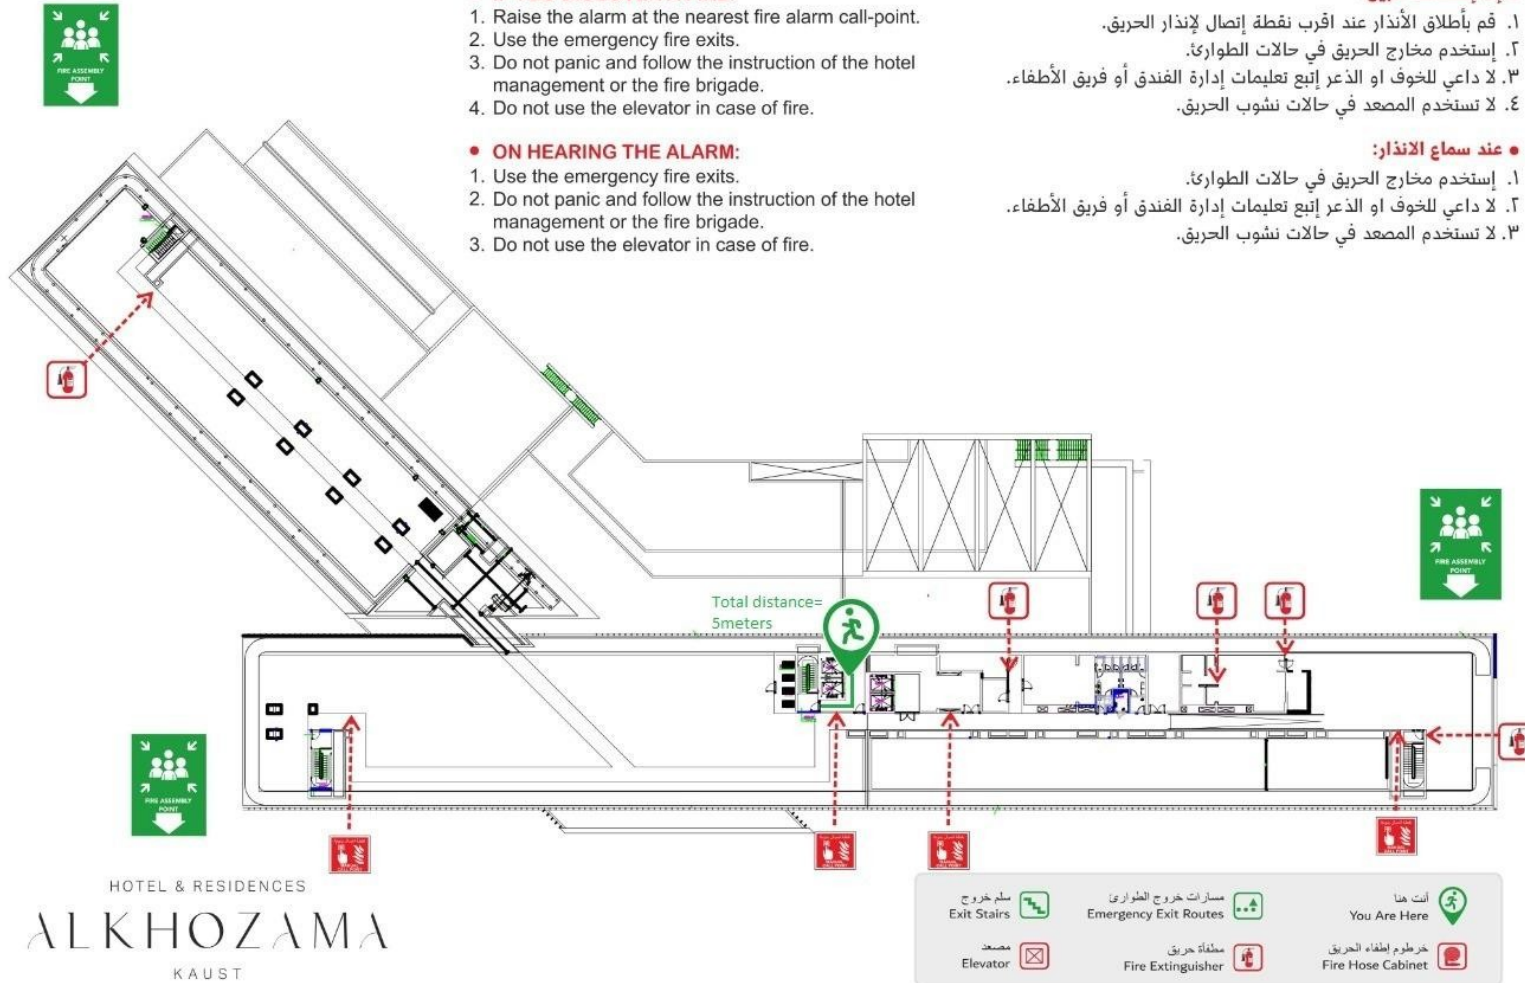 1. Raise the alarm at the nearest fire alarm call-point.
2. Use the emergency fire exits.
3. Do not panic and follow the instruction of the hotel
management or the fire brigade.
4. Do not use the elevator in case of fire.
• ON HEARING THE ALARM:
1. Use the emergency fire exits.
2. Do not panic and follow the instruction of the hotel
management or the fire brigade.
3. Do not use the elevator in case of fire.
١. قم بأطلاق الأنذار عند اقرب نقطة إتصال لإنذار الحريق.
٢. إستخدم مخارج الحريق في حالات الطوارئ.
٣. لا داعي للخوف او الذعر إتبع تعليمات إدارة الفندق أو فريق الأطفاء.
٤. لا تستخدم المصعد في حالات نشوب الحريق.
• عند سماع الانذار:
١. إستخدم مخارج الحريق في حالات الطوارئ.
٢. لا داعي للخوف او الذعر إتبع تعليمات إدارة الفندق أو فريق الأطفاء.
٣. لا تستخدم المصعد في حالات نشوب الحريق.
FIRE ASSEMBLY
POINT
FIRE ASSEMBLY
POINT
Total distance=
5meters
FIRE ASSEMBLY
POINT
HOTEL & RESIDENCES
ALKHOZAMA
KAUST
سلم خروج
Exit Stairs
مسارات خروج الطوارئ
Emergency Exit Routes
أنت هنا
You Are Here
مصعد
Elevator
مطفأة حريق
Fire Extinguisher
خرطوم إطفاء الحريق
Fire Hose Cabinet